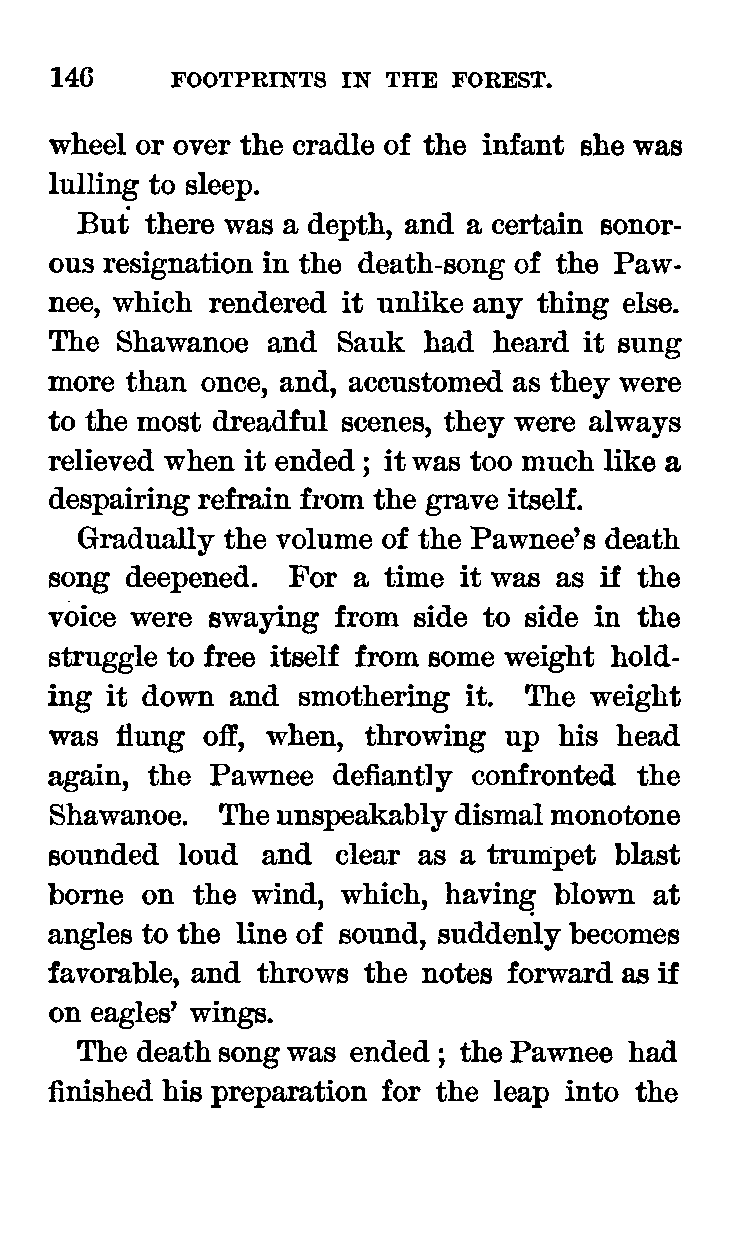 146 FOOTPRINTS IN THE FOREST.
wheel or over the cradle of the infant she was
lulling to sleep.
But there was a depth, and a certain sonor-
ous resignation in the death-song of the Paw-
nee, which rendered it unlike any thing else.
The Shawanoe and Sauk had heard it sung
more than once, and, accustomed as they were
to the most dreadful scenes, they were always
relieved when it ended ; it was too much like a
despairing refrain from the grave itself.
Gradually the volume of the Pawnee's death
song deepened. For a time it was as if the
voice were swaying from side to side in the
struggle to free itself from some weight hold-
ing it down and smothering it. The weight
was flung off, when, throwing up his head
again, the Pawnee defiantly confronted the
Shawanoe. The unspeakably dismal monotone
sounded loud and clear as a trumpet blast
borne on the wind, which, having blown at
angles to the line of sound, suddenly becomes
favorable, and throws the notes forward as if
on eagles' wings.
The death song was ended ; the Pawnee had
finished his preparation for the leap into the